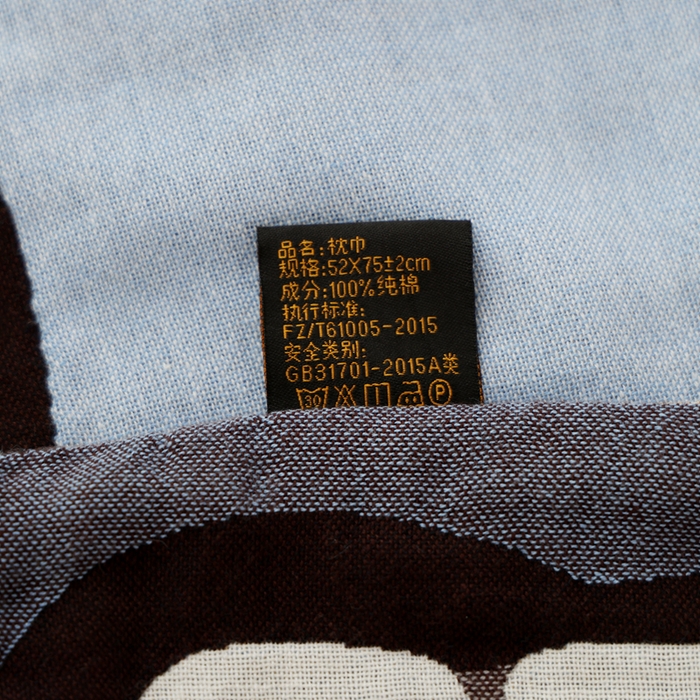 品名:枕巾
规格:52X75±2cm
成分:100%纯棉
执行标准:
FZ/T61005-2015
安全类别:
GB31701-2015A类
30 P